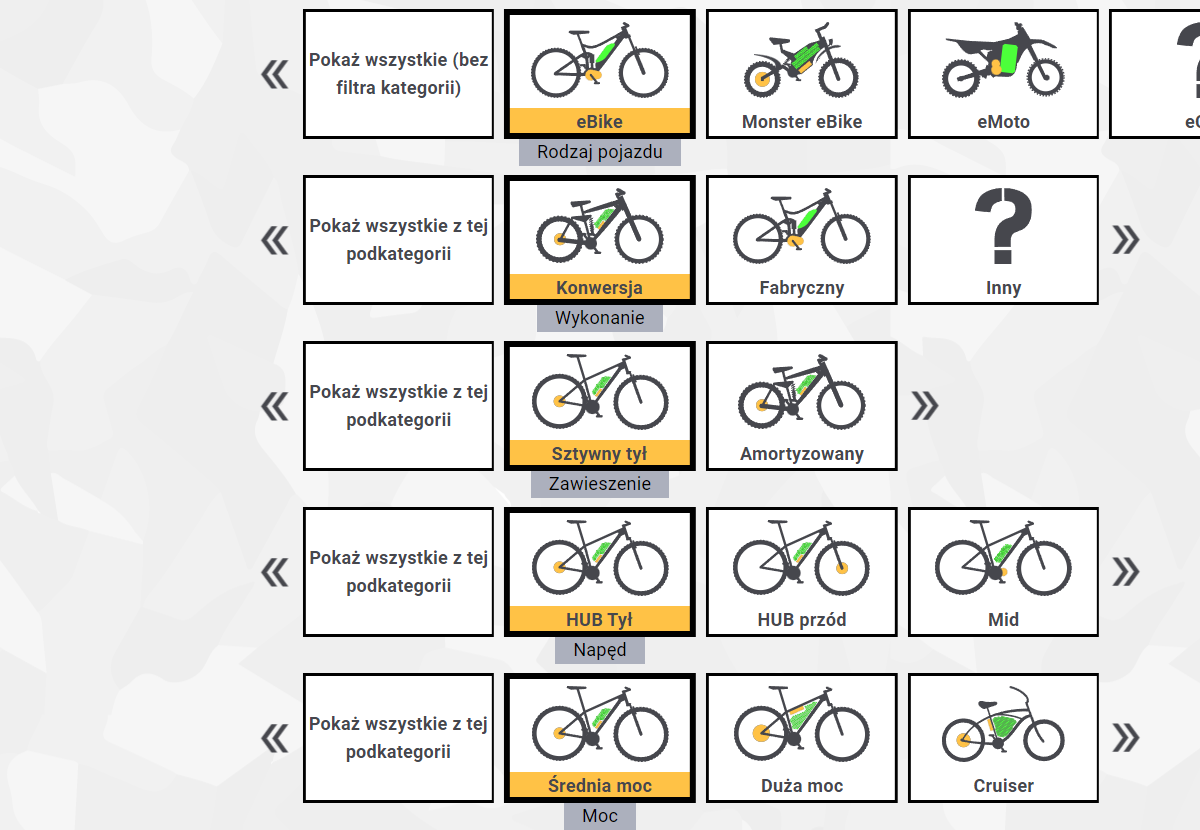 Pokaż wszystkie (bez
filtra kategorii)
eBike
Monster eBike
eMoto
Rodzaj pojazdu
Pokaż wszystkie z tej
podkategorii
Konwersja
Fabryczny
?
Inny
Wykonanie
Pokaż wszystkie z tej
podkategorii
Sztywny tył
Amortyzowany
Zawieszenie
Pokaż wszystkie z tej
podkategorii
HUB Tył
HUB przód
Mid
Napęd
Pokaż wszystkie z tej
podkategorii
Średnia moc
Duża moc
Cruiser
Moc